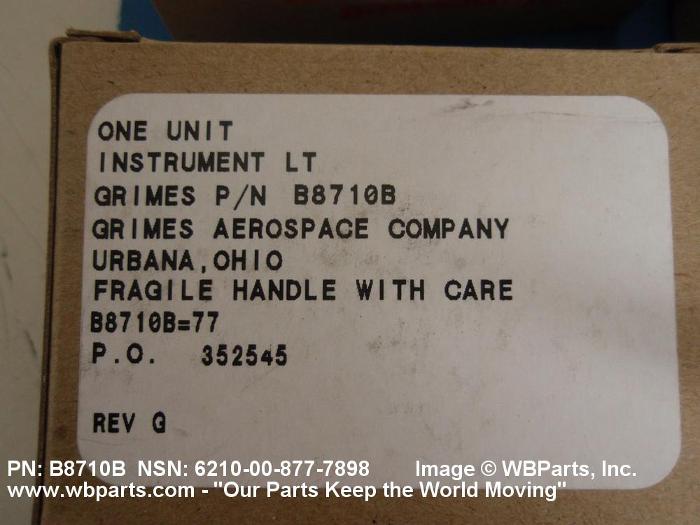 ONE UNIT
INSTRUMENT LT
GRIMES P/N B8710B
GRIMES AEROSPACE COMPANY
URBANA, OHIO
FRAGILE HANDLE WITH CARE
B8710B=77
P.O. 352545
REV G
PN: B8710B NSN: 6210-00-877-7898 Image © WBParts, Inc.
www.wbparts.com - "Our Parts Keep the World Moving"